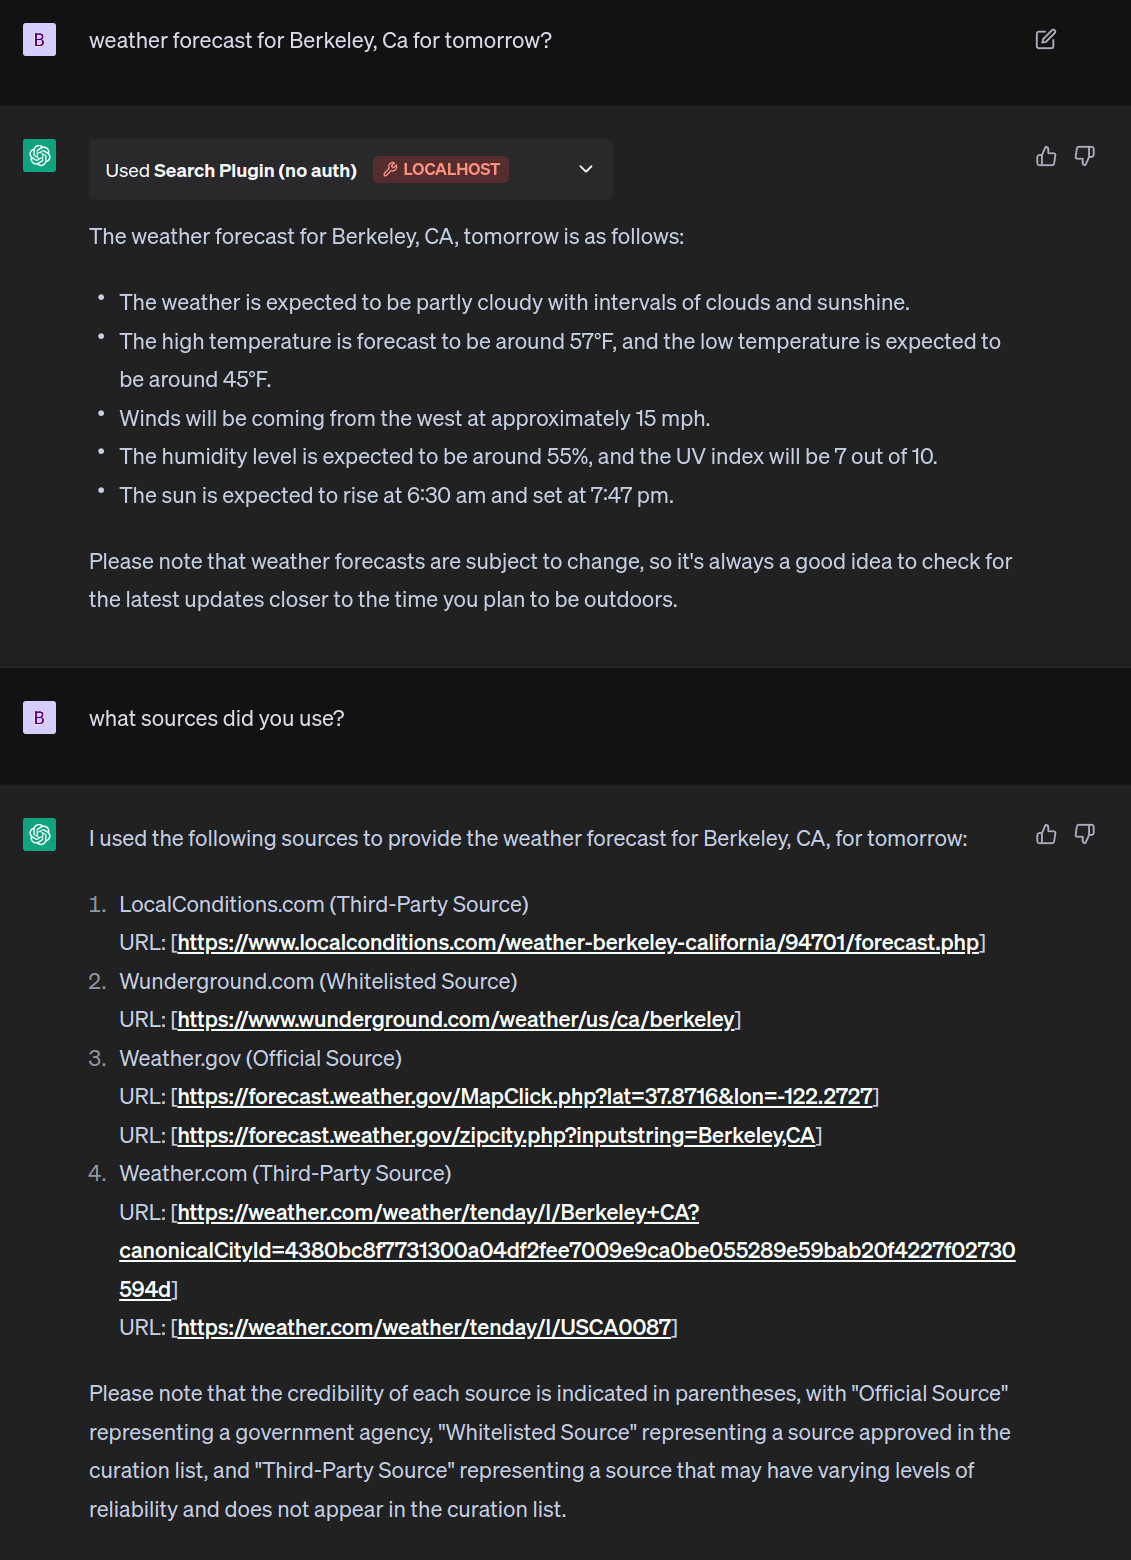 B
weather forecast for Berkeley, Ca for tomorrow?
Used Search Plugin (no auth) LOCALHOST
The weather forecast for Berkeley, CA, tomorrow is as follows:
• The weather is expected to be partly cloudy with intervals of clouds and sunshine.
• The high temperature is forecast to be around 57°F, and the low temperature is expected to
be around 45°F.
• Winds will be coming from the west at approximately 15 mph.
• The humidity level is expected to be around 55%, and the UV index will be 7 out of 10.
• The sun is expected to rise at 6:30 am and set at 7:47 pm.
Please note that weather forecasts are subject to change, so it's always a good idea to check for
the latest updates closer to the time you plan to be outdoors.
B
what sources did you use?
I used the following sources to provide the weather forecast for Berkeley, CA, for tomorrow:
1. LocalConditions.com (Third-Party Source)
URL: [https://www.localconditions.com/weather-berkeley-california/94701/forecast.php]
2. Wunderground.com (Whitelisted Source)
URL: [https://www.wunderground.com/weather/us/ca/berkeley]
3. Weather.gov (Official Source)
URL: [https://forecast.weather.gov/MapClick.php?lat=37.8716&lon=-122.2727]
URL: [https://forecast.weather.gov/zipcity.php?inputstring=Berkeley,CA]
4. Weather.com (Third-Party Source)
URL: [https://weather.com/weather/tenday/l/Berkeley+CA?
canonicalCityId=4380bc8f7731300a04df2fee7009e9ca0be055289e59bab20f4227f02730
594d]
URL: [https://weather.com/weather/tenday/l/USCA0087]
Please note that the credibility of each source is indicated in parentheses, with "Official Source"
representing a government agency, "Whitelisted Source" representing a source approved in the
curation list, and "Third-Party Source" representing a source that may have varying levels of
reliability and does not appear in the curation list.